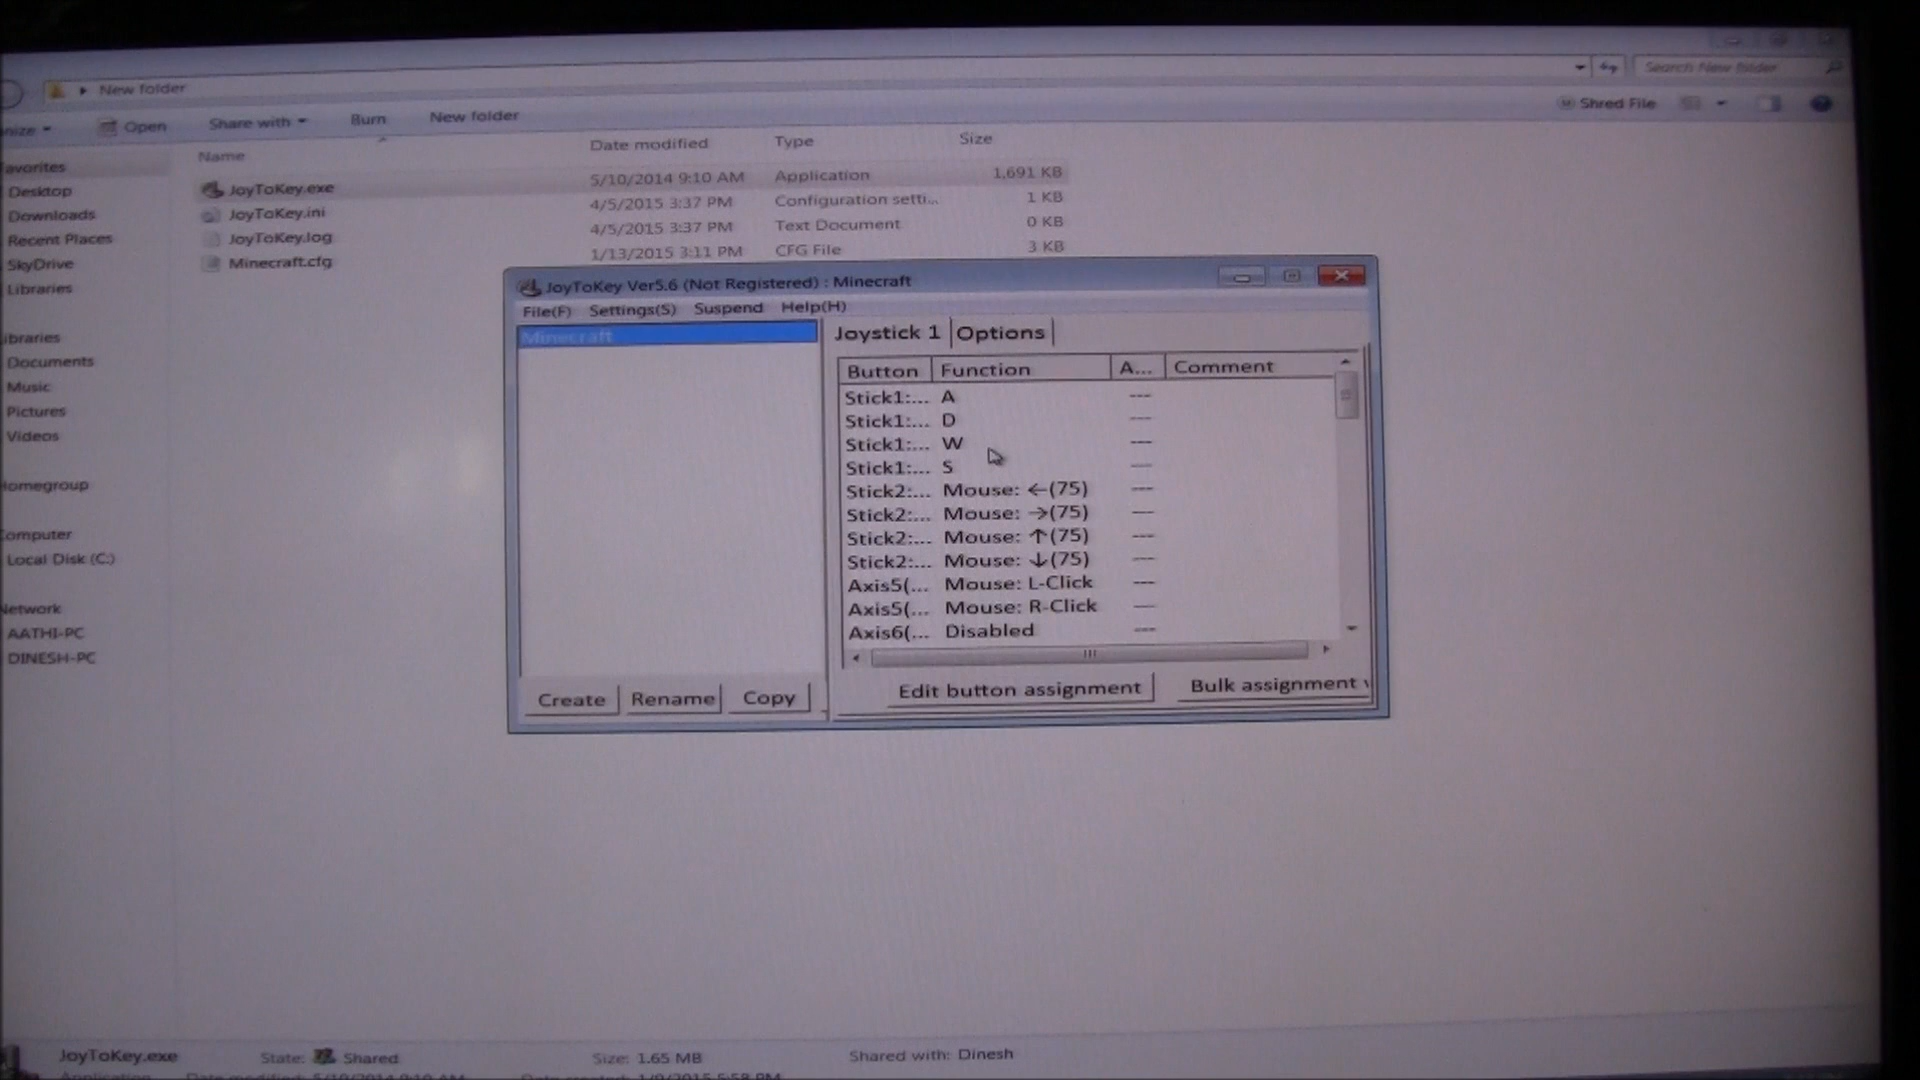 New folder
Search New folder
Open
Share with
Burn
New folder
Shred File
Name
Date modified
Type
Size
JoyToKey.exe
5/10/2014 9:10 AM
Application
1,691 KB
JoyToKey.ini
4/5/2015 3:37 PM
Configuration setti...
1 KB
JoyToKey.log
4/5/2015 3:37 PM
Text Document
0 KB
Minecraft.cfg
1/13/2015 3:11 PM
CFG File
3 KB
Desktop
Downloads
Recent Places
SkyDrive
Libraries
Documents
Music
Pictures
Videos
Local Disk (C:)
AATHI-PC
DINESH-PC
JoyToKey Ver5.6 (Not Registered) : Minecraft
File(F) Settings(S) Suspend Help(H)
Minecraft
Joystick 1
Options
Button Function A... Comment
Stick1:... A ---
Stick1:... D ---
Stick1:... W ---
Stick1:... S ---
Stick2:... Mouse: ←(75) ---
Stick2:... Mouse: →(75) ---
Stick2:... Mouse: ↑(75) ---
Stick2:... Mouse: ↓(75) ---
Axis5(... Mouse: L-Click ---
Axis5(... Mouse: R-Click ---
Axis6(... Disabled ---
Create Rename Copy
Edit button assignment
Bulk assignment
JoyToKey.exe
State: Shared
Size: 1.65 MB
Shared with: Dinesh